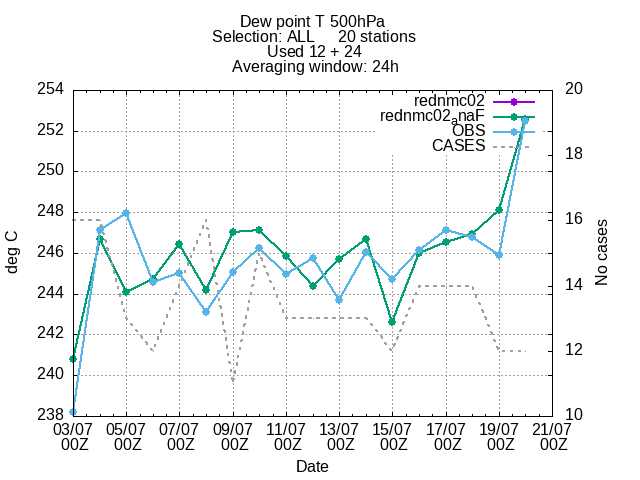 Dew point T 500hPa
Selection: ALL 20 stations
Used 12 + 24
Averaging window: 24h
254 20
rednmc02
rednmc02anaF
252 OBS
CASES 18
250
248 16
deg C 246 No cases
244 14
242
240 12
238 10
03/07 05/07 07/07 09/07 11/07 13/07 15/07 17/07 19/07 21/07
00Z 00Z 00Z 00Z 00Z 00Z 00Z 00Z 00Z 00Z
Date